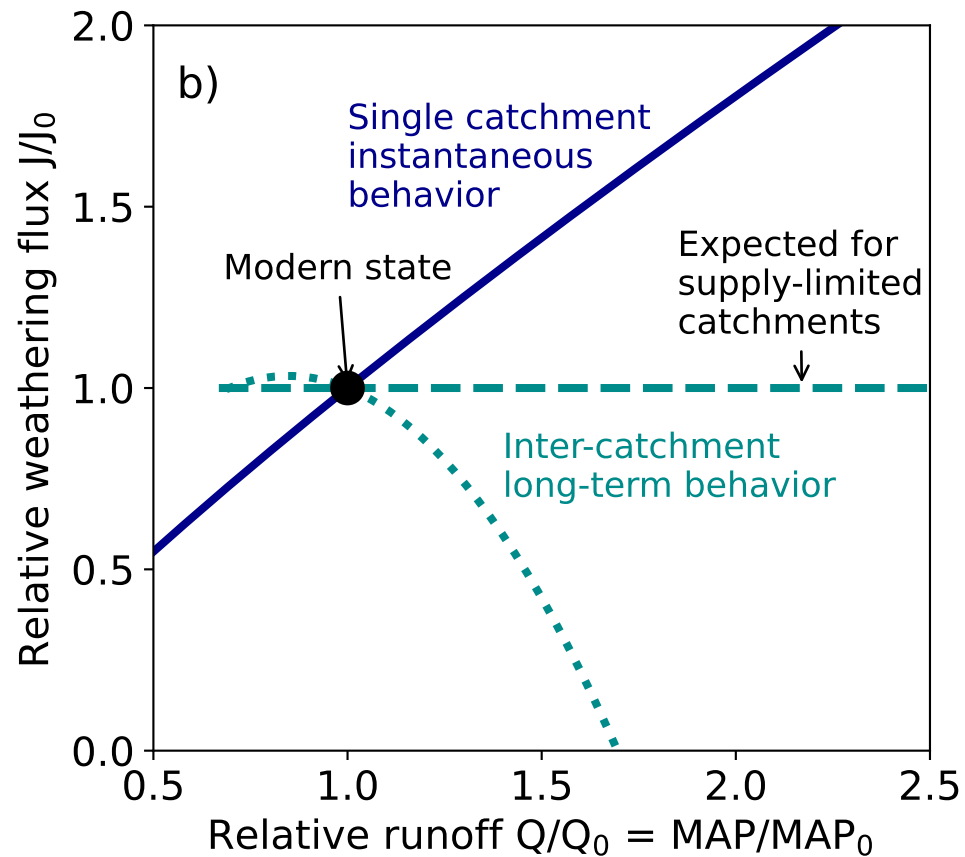 2.0
b)
Single catchment
instantaneous
behavior
1.5
Expected for
supply-limited
catchments
Modern state
1.0
Inter-catchment
long-term behavior
0.5
0.0
0.5 1.0 1.5 2.0 2.5
Relative runoff Q/Q₀ = MAP/MAP₀
Relative weathering flux J/J₀